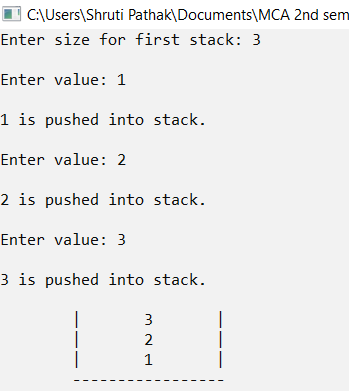 C:\Users\Shruti Pathak\Documents\MCA 2nd sem
Enter size for first stack: 3
Enter value: 1
1 is pushed into stack.
Enter value: 2
2 is pushed into stack.
Enter value: 3
3 is pushed into stack.
| 3 |
| 2 |
| 1 |
-----------------